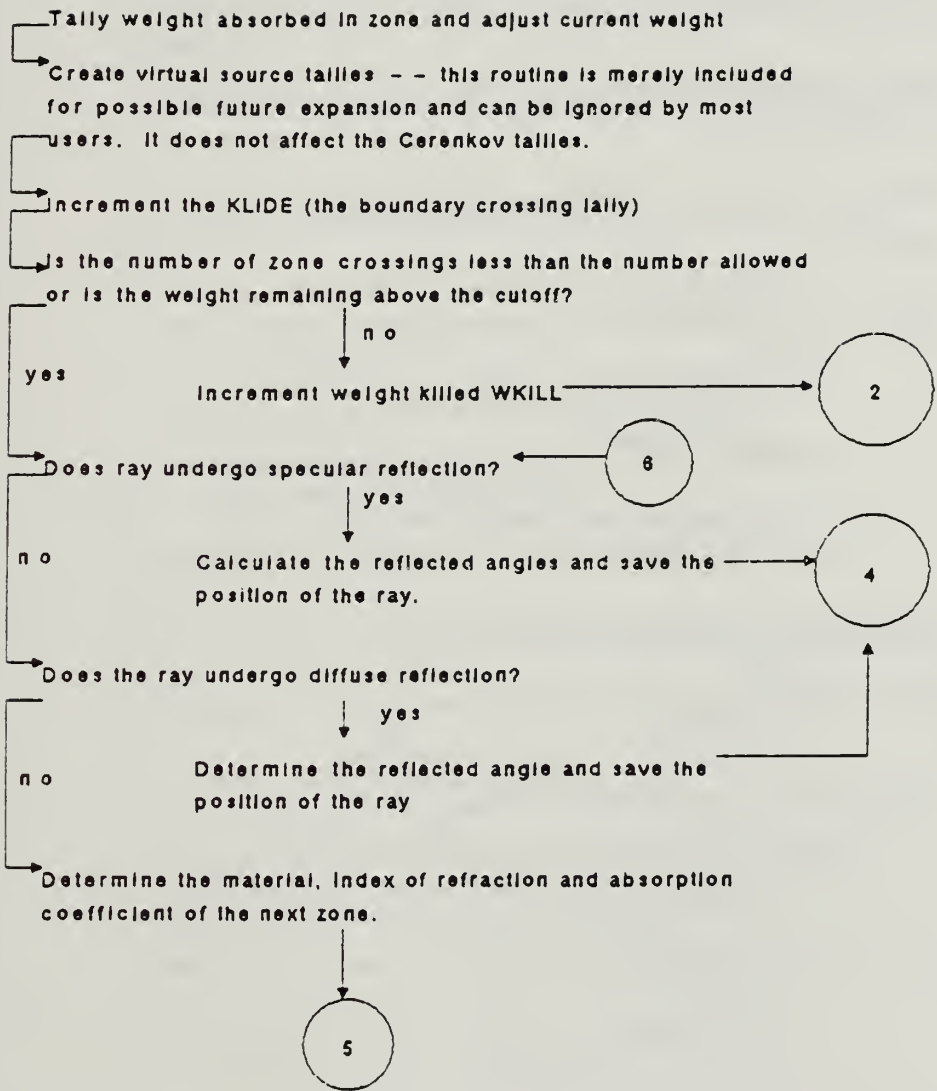 Tally weight absorbed in zone and adjust current weight
Create virtual source tallies - - this routine is merely included
for possible future expansion and can be ignored by most
users. It does not affect the Cerenkov tallies.
Increment the KLIDE (the boundary crossing tally)
Is the number of zone crossings less than the number allowed
or is the weight remaining above the cutoff?
no
yes
Increment weight killed WKILL
2
Does ray undergo specular reflection?
6
yes
no
Calculate the reflected angles and save the
position of the ray.
4
Does the ray undergo diffuse reflection?
yes
no
Determine the reflected angle and save the
position of the ray
Determine the material, index of refraction and absorption
coefficient of the next zone.
5